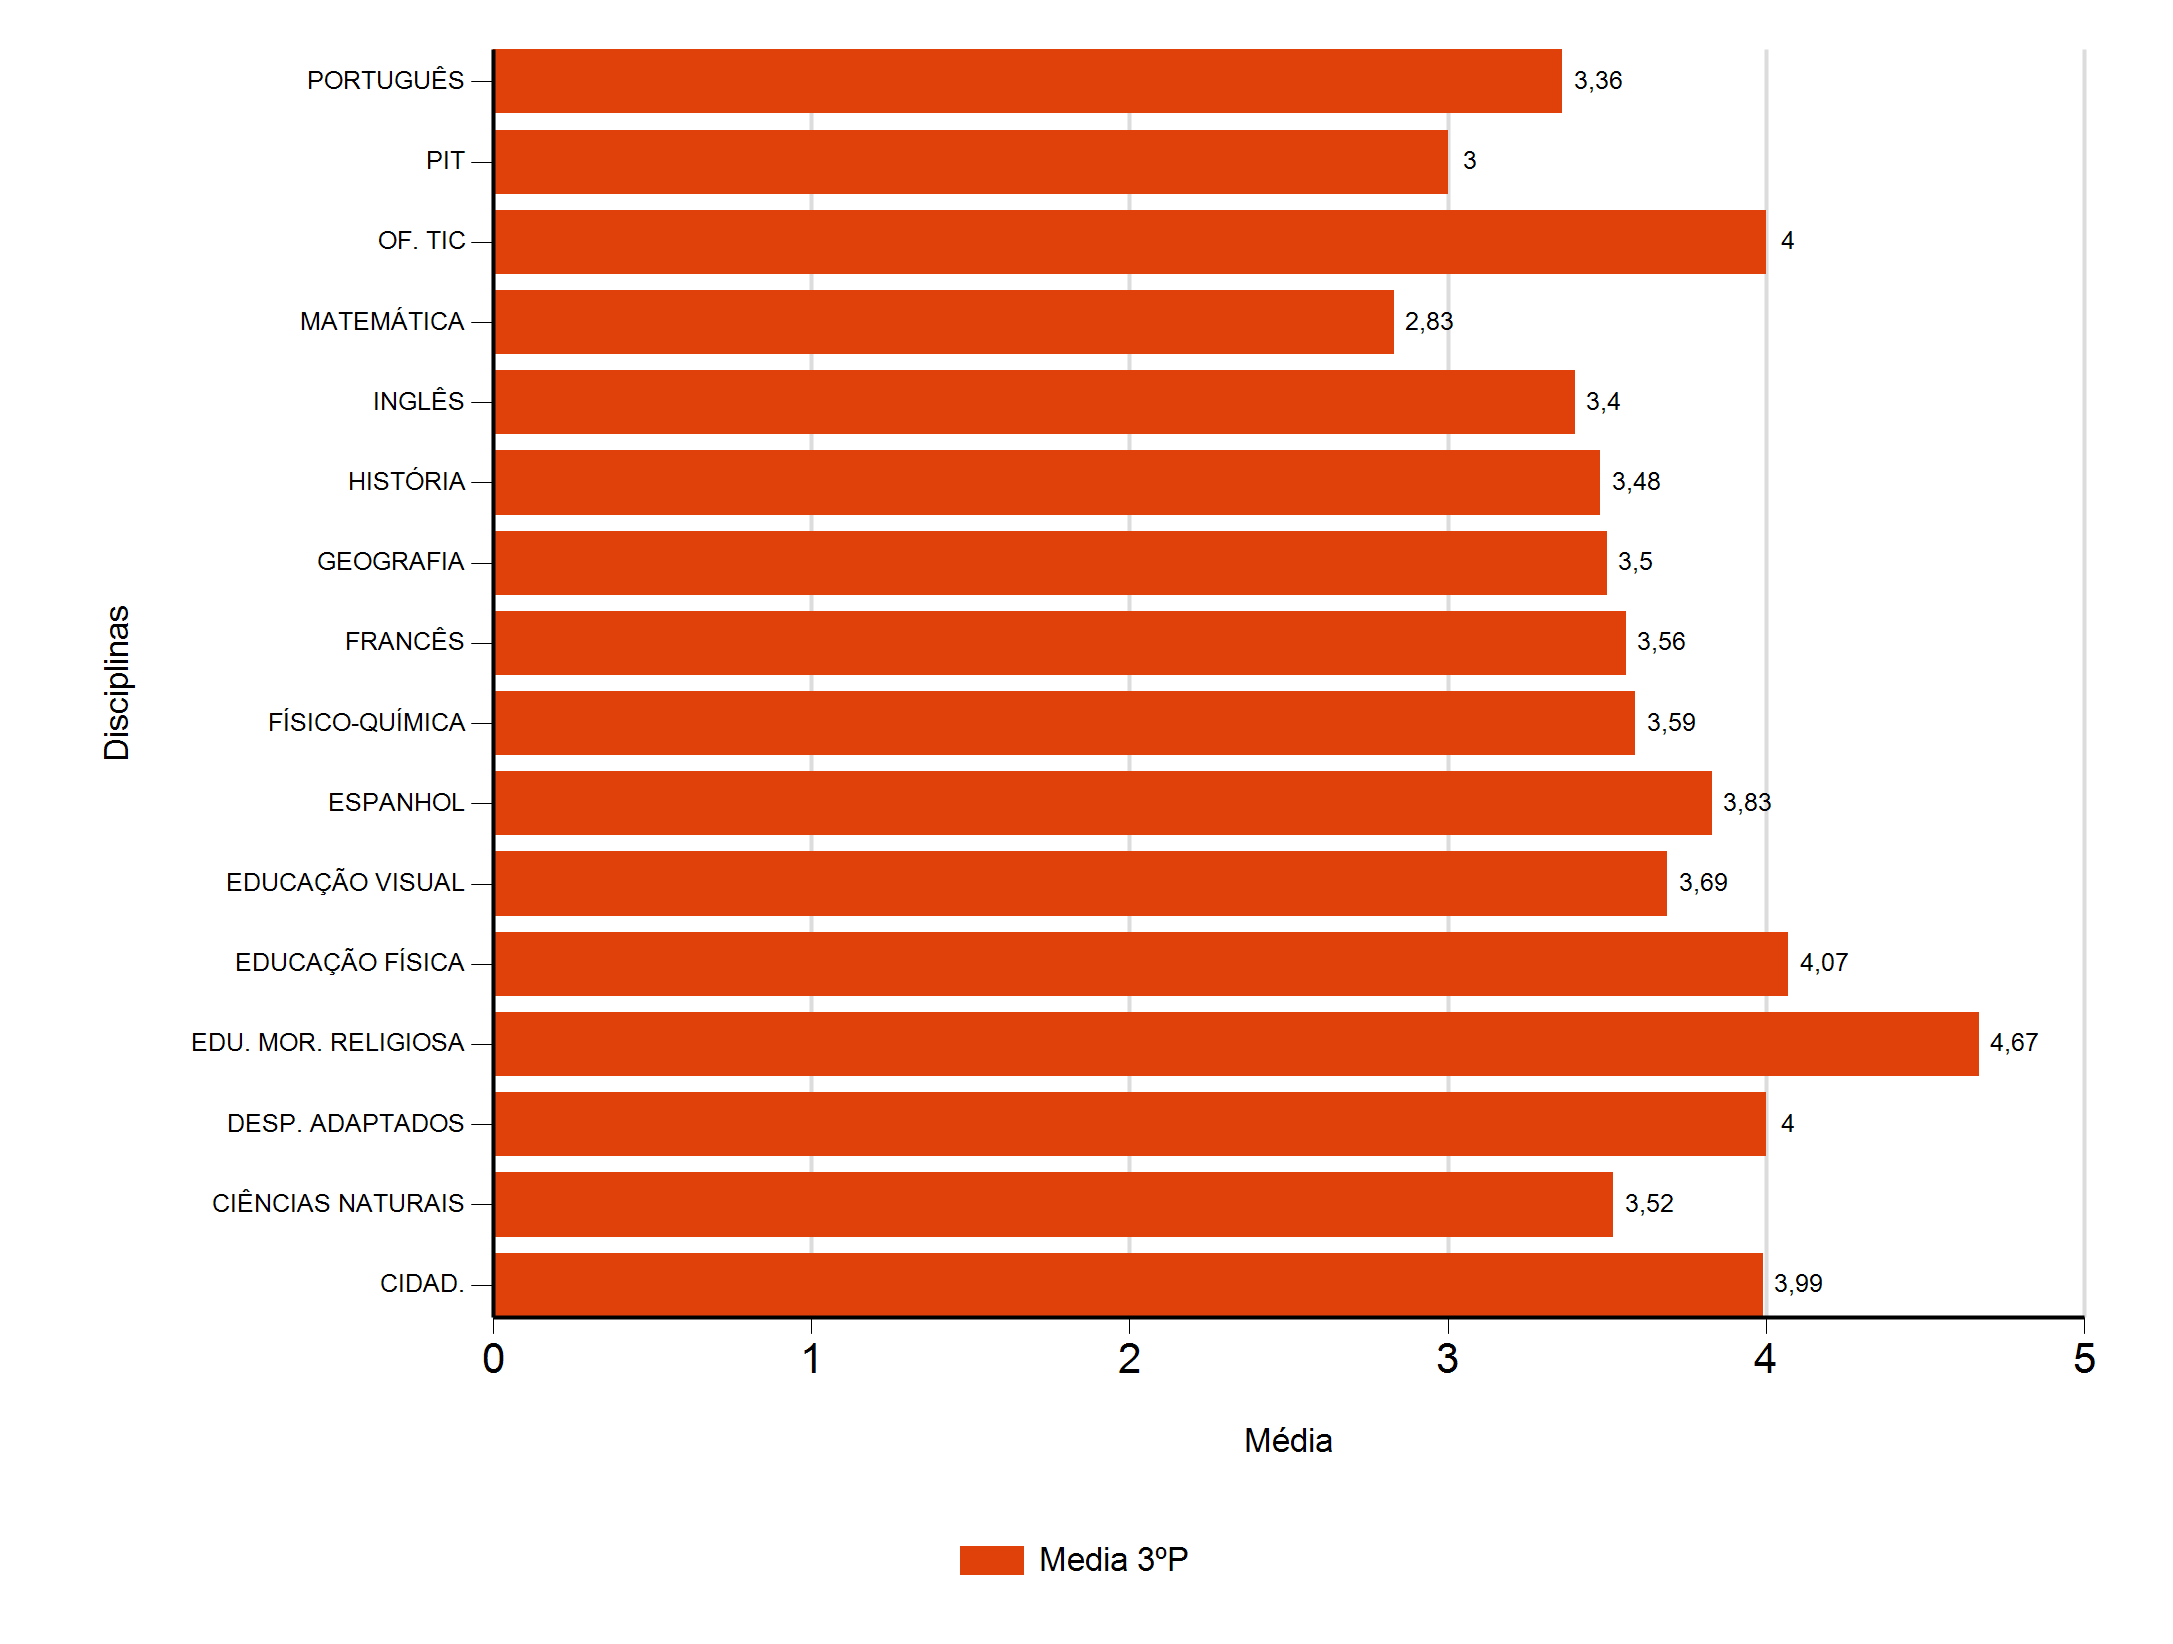 PORTUGUÊS 3,36
PIT 3
OF. TIC 4
MATEMÁTICA 2,83
INGLÊS 3,4
HISTÓRIA 3,48
GEOGRAFIA 3,5
FRANCÊS 3,56
FÍSICO-QUÍMICA 3,59
ESPANHOL 3,83
EDUCAÇÃO VISUAL 3,69
EDUCAÇÃO FÍSICA 4,07
EDU. MOR. RELIGIOSA 4,67
DESP. ADAPTADOS 4
CIÊNCIAS NATURAIS 3,52
CIDAD. 3,99
Disciplinas
0 1 2 3 4 5
Média
Media 3ºP